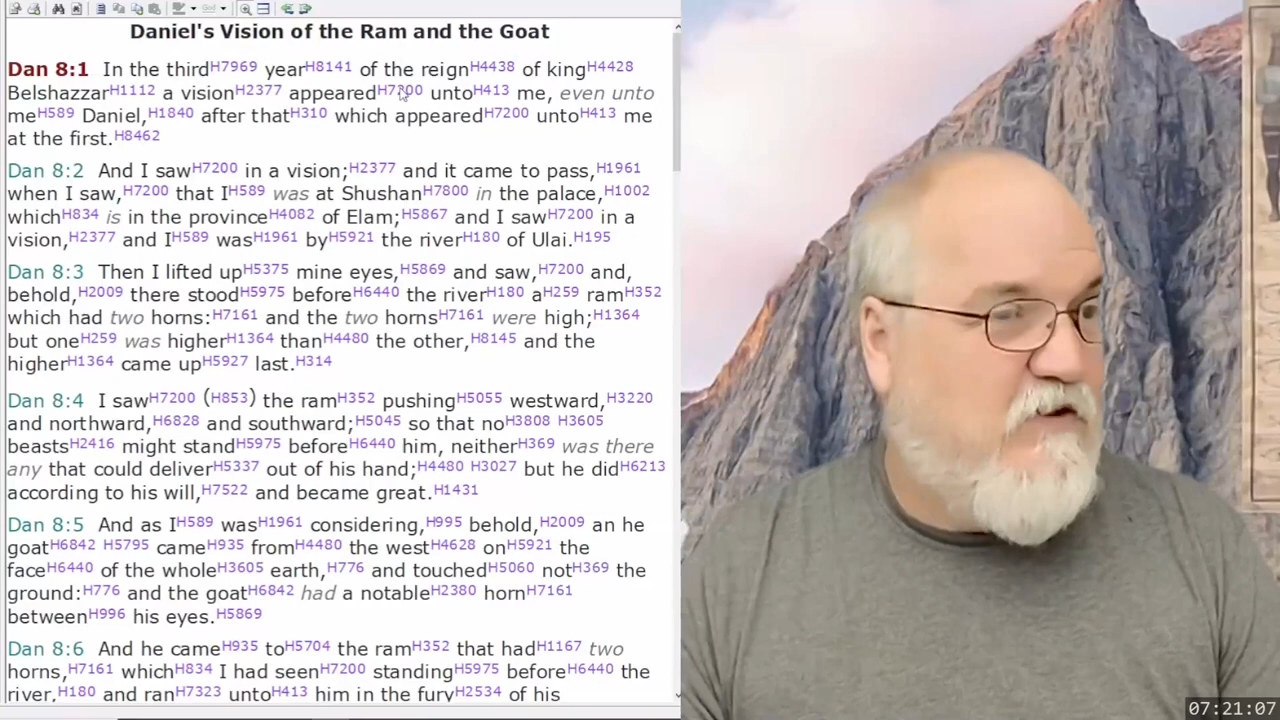 Daniel's Vision of the Ram and the Goat
Dan 8:1 In the thirdH7969 yearH8141 of the reignH4438 of kingH4428
BelshazzarH1112 a visionH2377 appearedH7200 untoH413 me, even unto
meH589 Daniel,H1840 after thatH310 which appearedH7200 untoH413 me
at the first.H8462
Dan 8:2 And I sawH7200 in a vision;H2377 and it came to pass,H1961
when I saw,H7200 that IH589 was at ShushanH7800 in the palace,H1002
whichH834 is in the provinceH4082 of Elam;H5867 and I sawH7200 in a
vision,H2377 and IH589 wasH1961 byH5921 the riverH180 of Ulai.H195
Dan 8:3 Then I lifted upH5375 mine eyes,H5869 and saw,H7200 and,
behold,H2009 there stoodH5975 beforeH6440 the riverH180 aH259 ramH352
which had two horns:H7161 and the two hornsH7161 were high;H1364
but oneH259 was higherH1364 thanH4480 the other,H8145 and the
higherH1364 came upH5927 last.H314
Dan 8:4 I sawH7200 (H853) the ramH352 pushingH5055 westward,H3220
and northward,H6828 and southward;H5045 so that noH3808 H3605
beastsH2416 might standH5975 beforeH6440 him, neitherH369 was there
any that could deliverH5337 out of his hand;H4480 H3027 but he didH6213
according to his will,H7522 and became great.H1431
Dan 8:5 And as IH589 wasH1961 considering,H995 behold,H2009 an he
goatH6842 H5795 cameH935 fromH4480 the westH4628 onH5921 the
faceH6440 of the wholeH3605 earth,H776 and touchedH5060 notH369 the
ground:H776 and the goatH6842 had a notableH2380 hornH7161
betweenH996 his eyes.H5869
Dan 8:6 And he cameH935 toH5704 the ramH352 that hadH1167 two
horns,H7161 whichH834 I had seenH7200 standingH5975 beforeH6440 the
river,H180 and ranH7323 untoH413 him in the furyH2534 of his
07:21:07